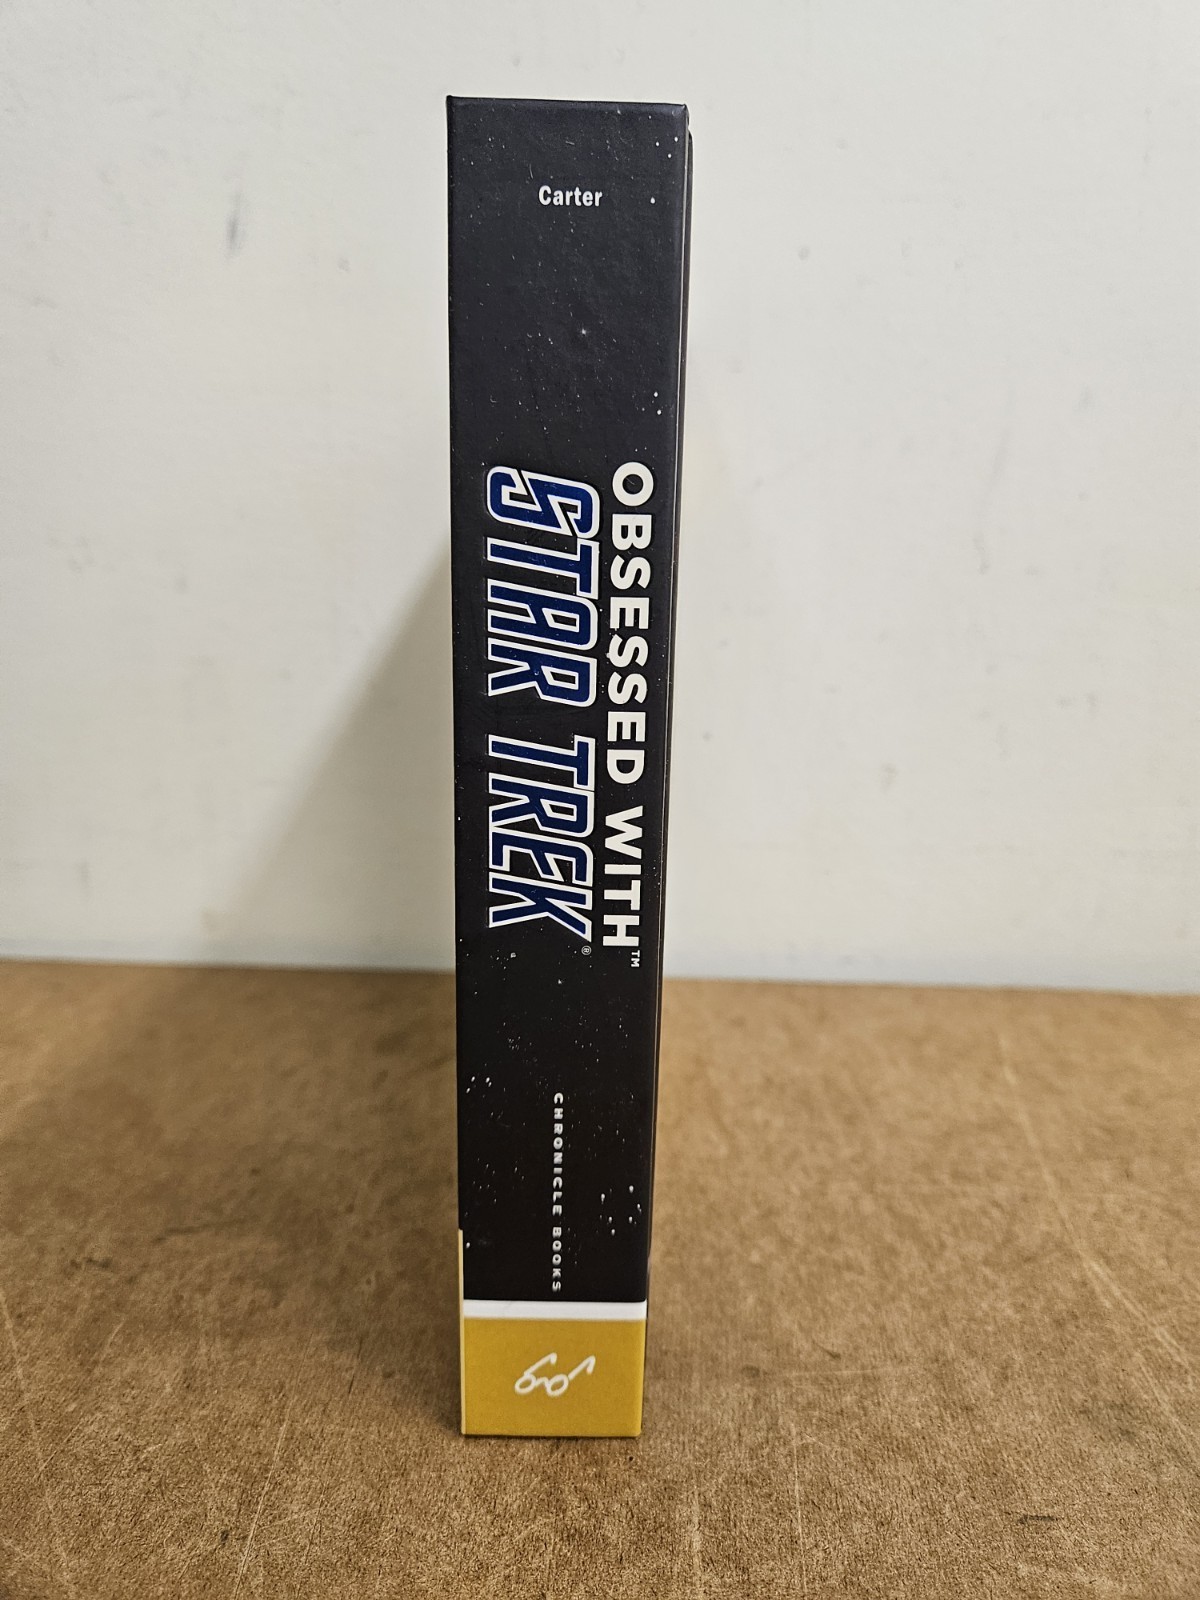 Carter
OBSESSED WITH™
STAR TREK®
CHRONICLE BOOKS